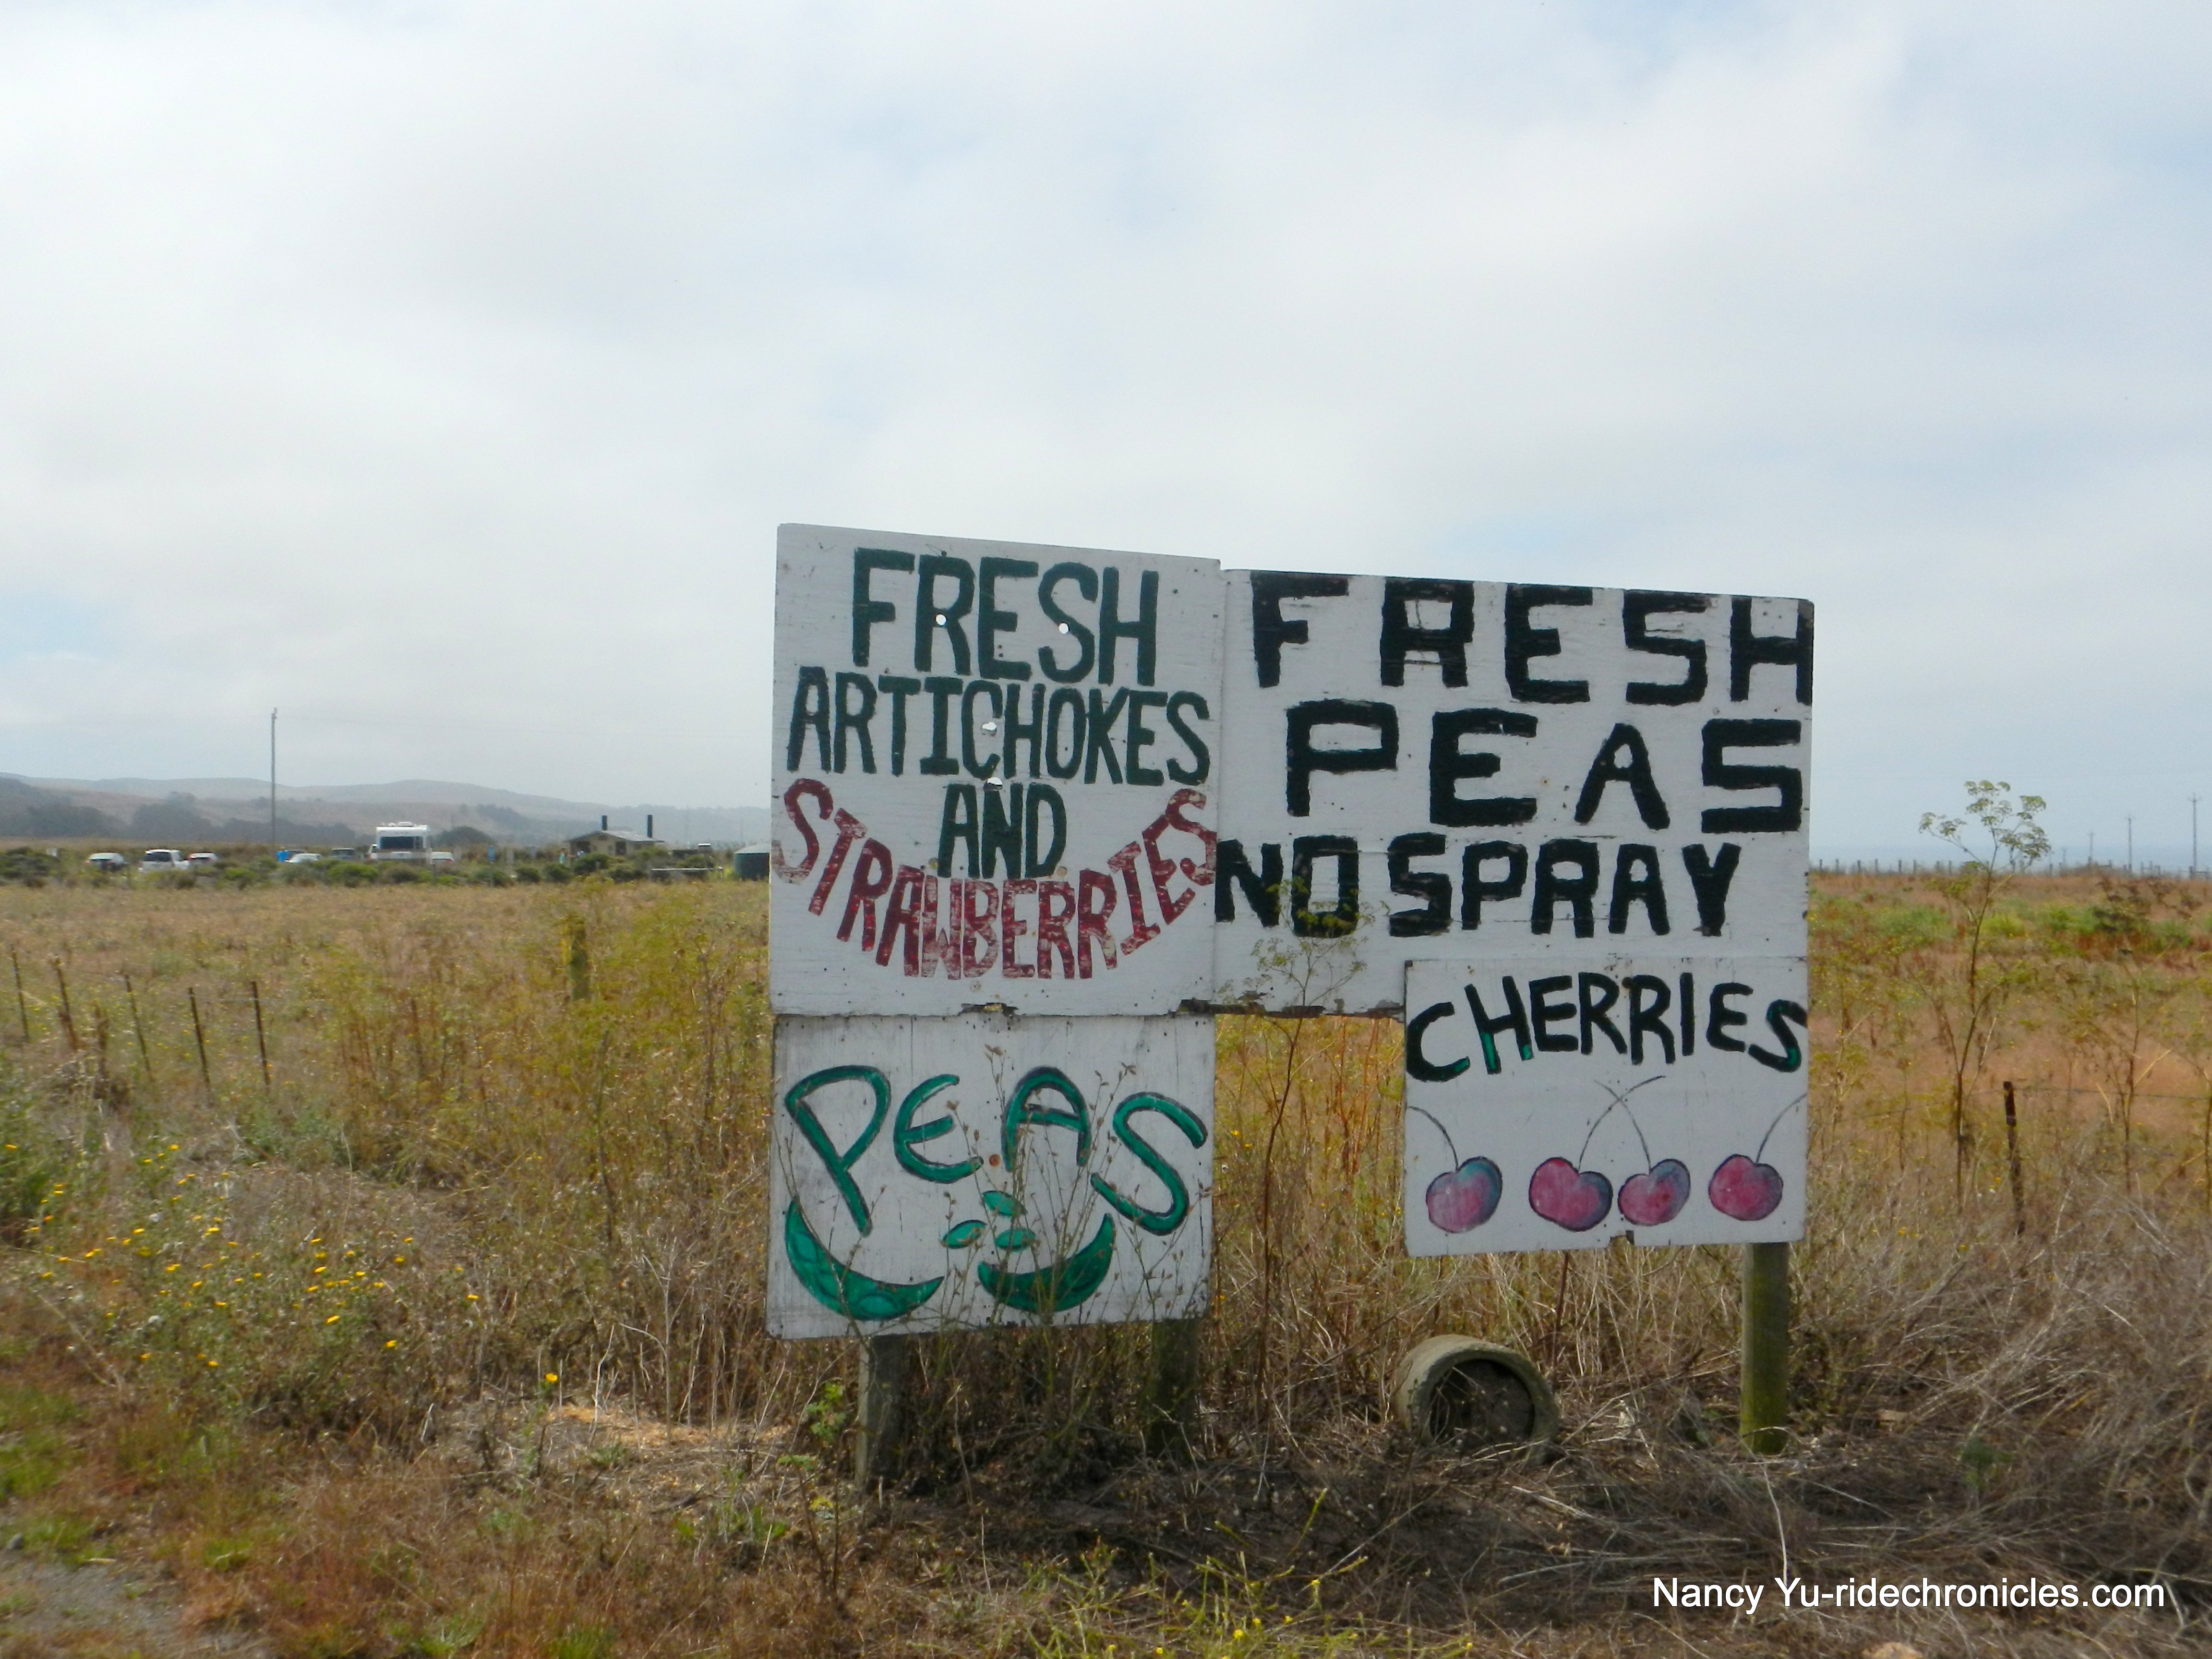 FRESH
ARTICHOKES
AND
STRAWBERRIES
FRESH
PEAS
NO SPRAY
PEAS
CHERRIES
Nancy Yu-ridechronicles.com